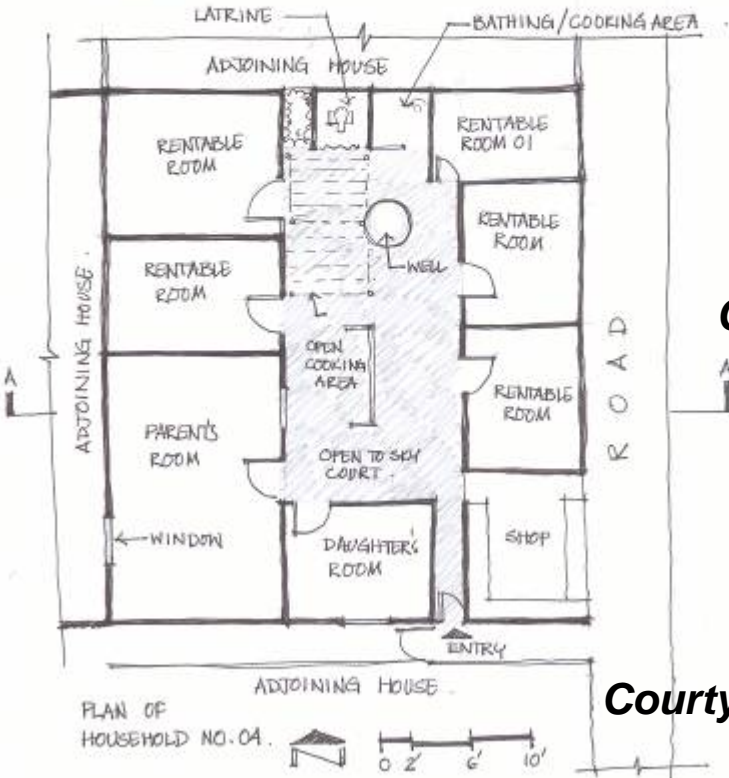 LATRINE
BATHING/COOKING AREA
ADJOINING HOUSE
RENTABLE
ROOM
RENTABLE
ROOM 01
RENTABLE
ROOM
WELL
RENTABLE
ROOM
ADJOINING HOUSE.
OPEN
COOKING
AREA
RENTABLE
ROOM
ROAD
A
A
PARENT'S
ROOM
OPEN TO SKY
COURT.
WINDOW
DAUGHTER'S
ROOM
SHOP
ENTRY
ADJOINING HOUSE.
PLAN OF
HOUSEHOLD NO.04.
0 2' 6' 10'
Courty